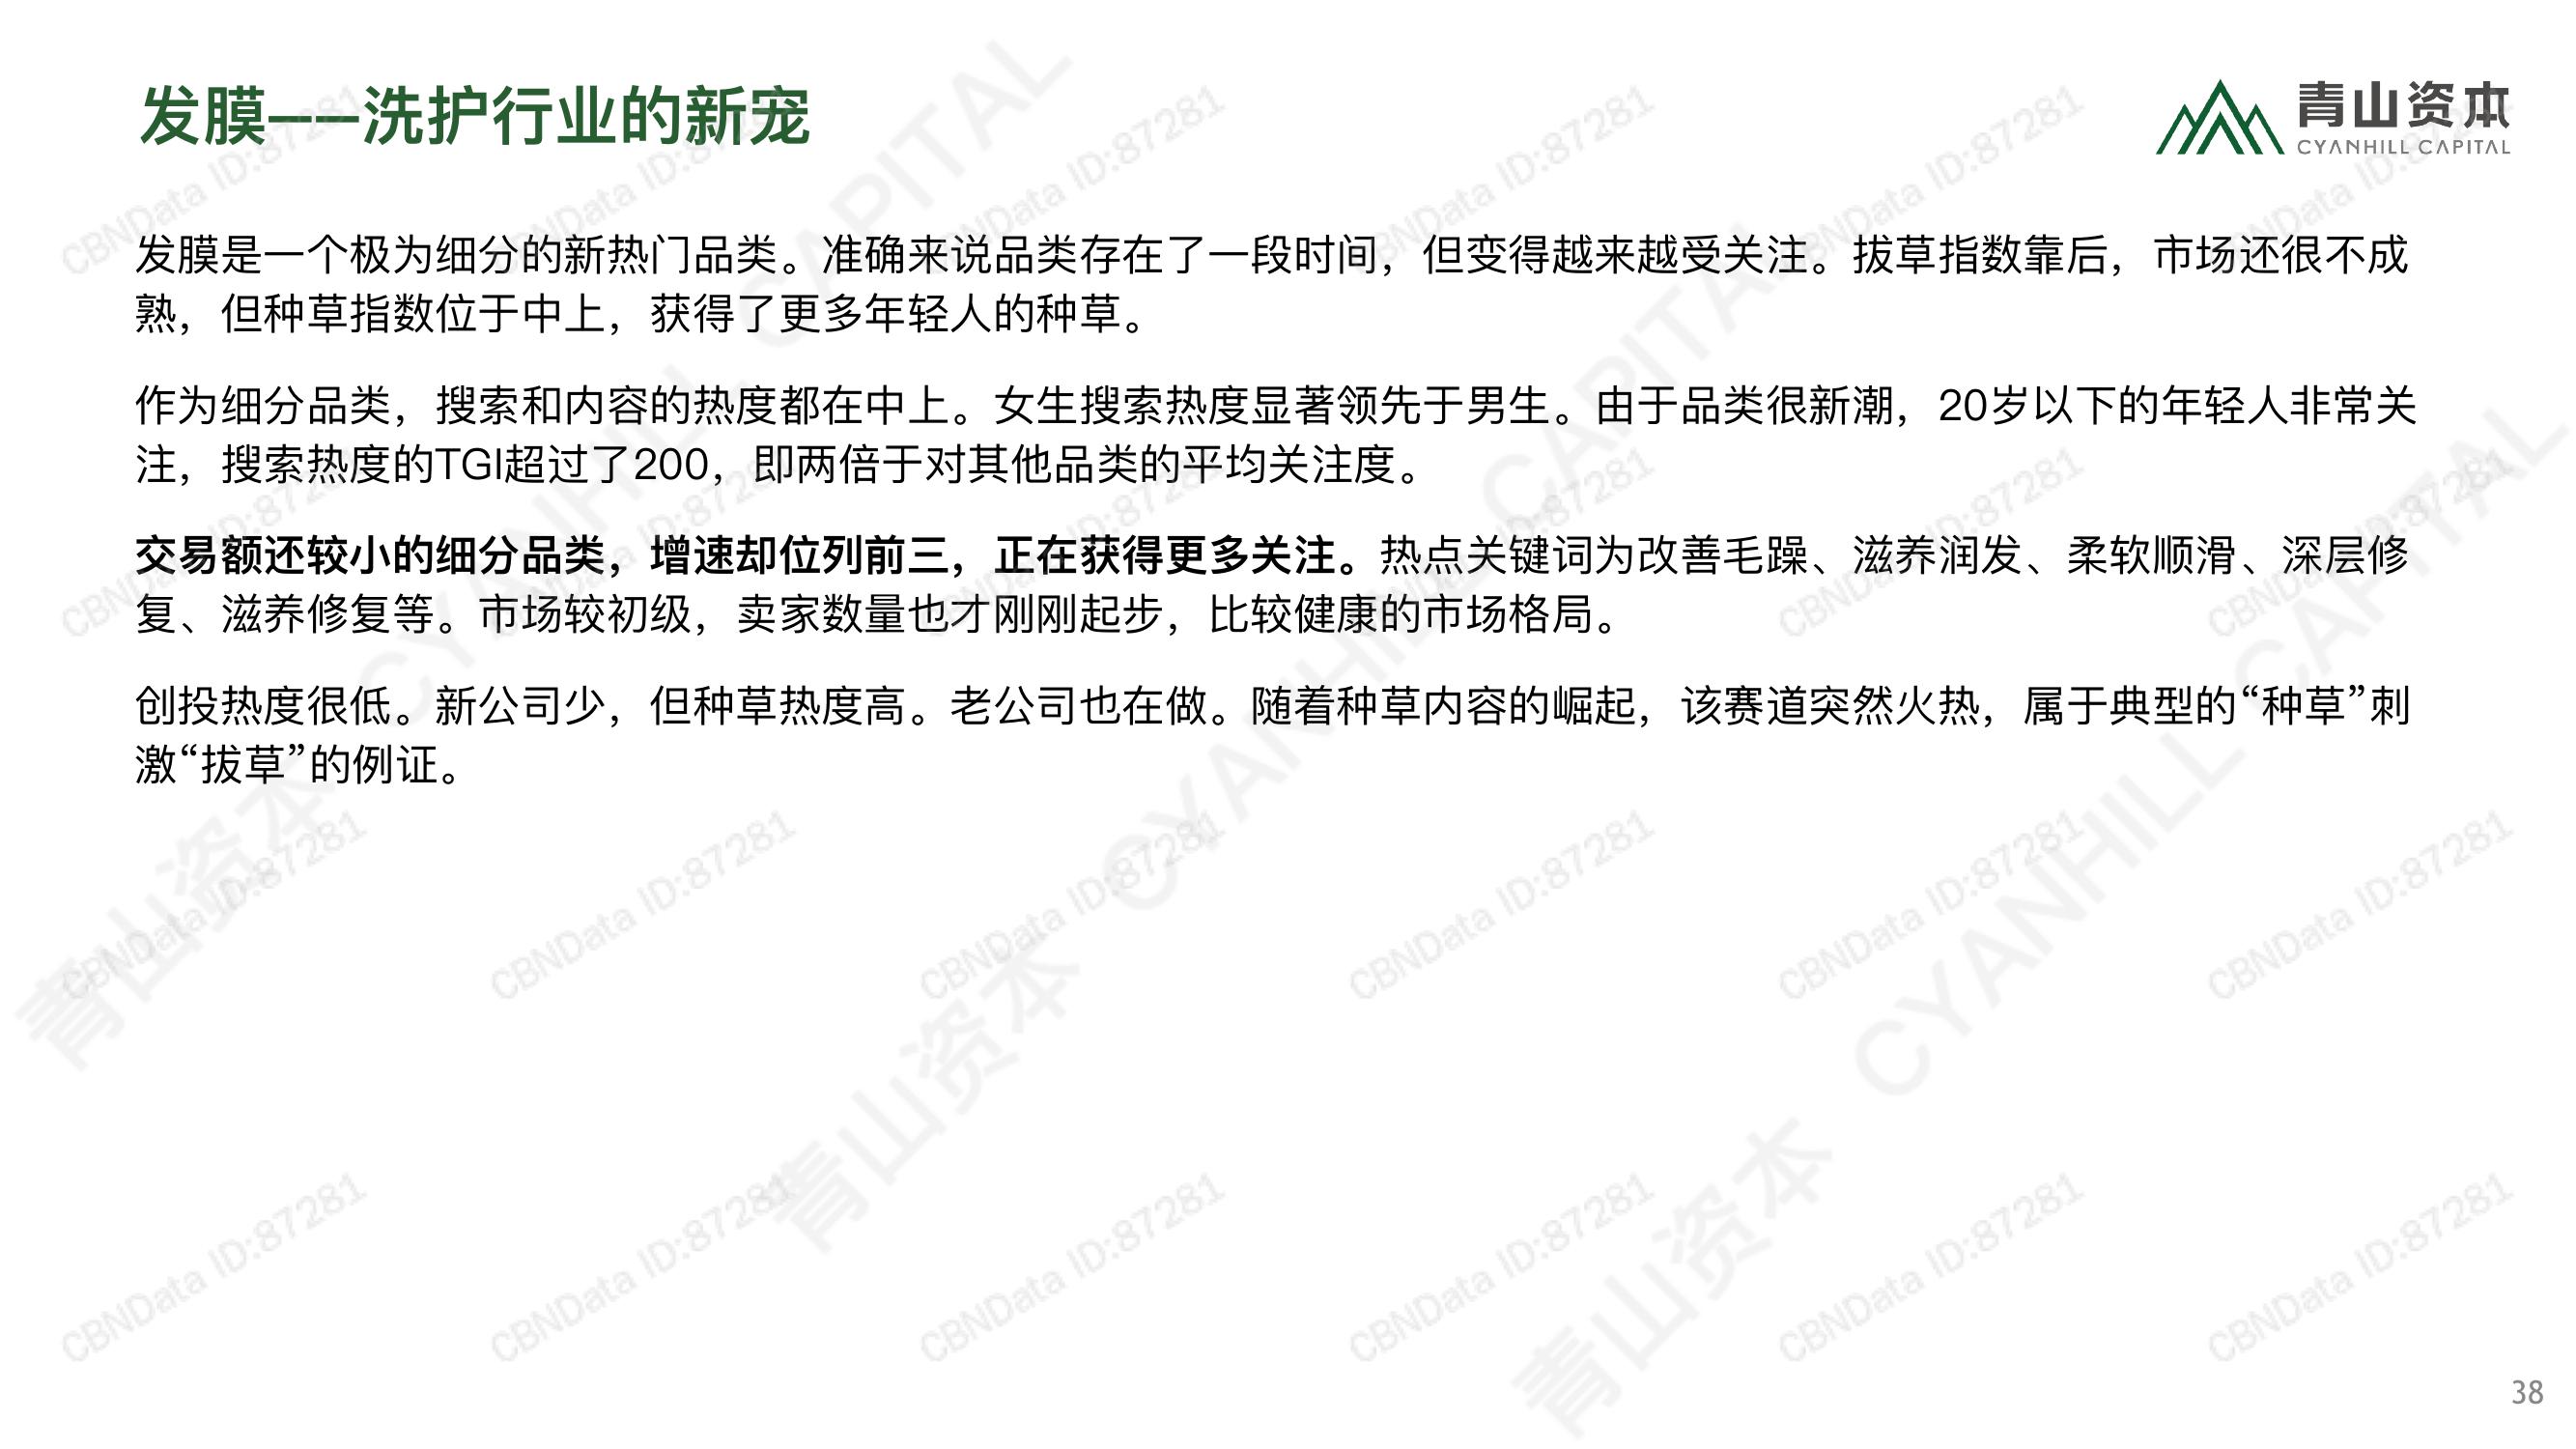 发膜——洗护行业的新宠
青山资本
CYANHILL CAPITAL
发膜是一个极为细分的新热门品类。准确来说品类存在了一段时间，但变得越来越受关注。拔草指数靠后，市场还很不成
熟，但种草指数位于中上，获得了更多年轻人的种草。
作为细分品类，搜索和内容的热度都在中上。女生搜索热度显著领先于男生。由于品类很新潮，20岁以下的年轻人非常关
注，搜索热度的TGI超过了200，即两倍于对其他品类的平均关注度。
交易额还较小的细分品类，增速却位列前三，正在获得更多关注。热点关键词为改善毛躁、滋养润发、柔软顺滑、深层修
复、滋养修复等。市场较初级，卖家数量也才刚刚起步，比较健康的市场格局。
创投热度很低。新公司少，但种草热度高。老公司也在做。随着种草内容的崛起，该赛道突然火热，属于典型的“种草”刺
激“拔草”的例证。
CBNData ID:87281
青山资本 CYANHILL CAPITAL
38